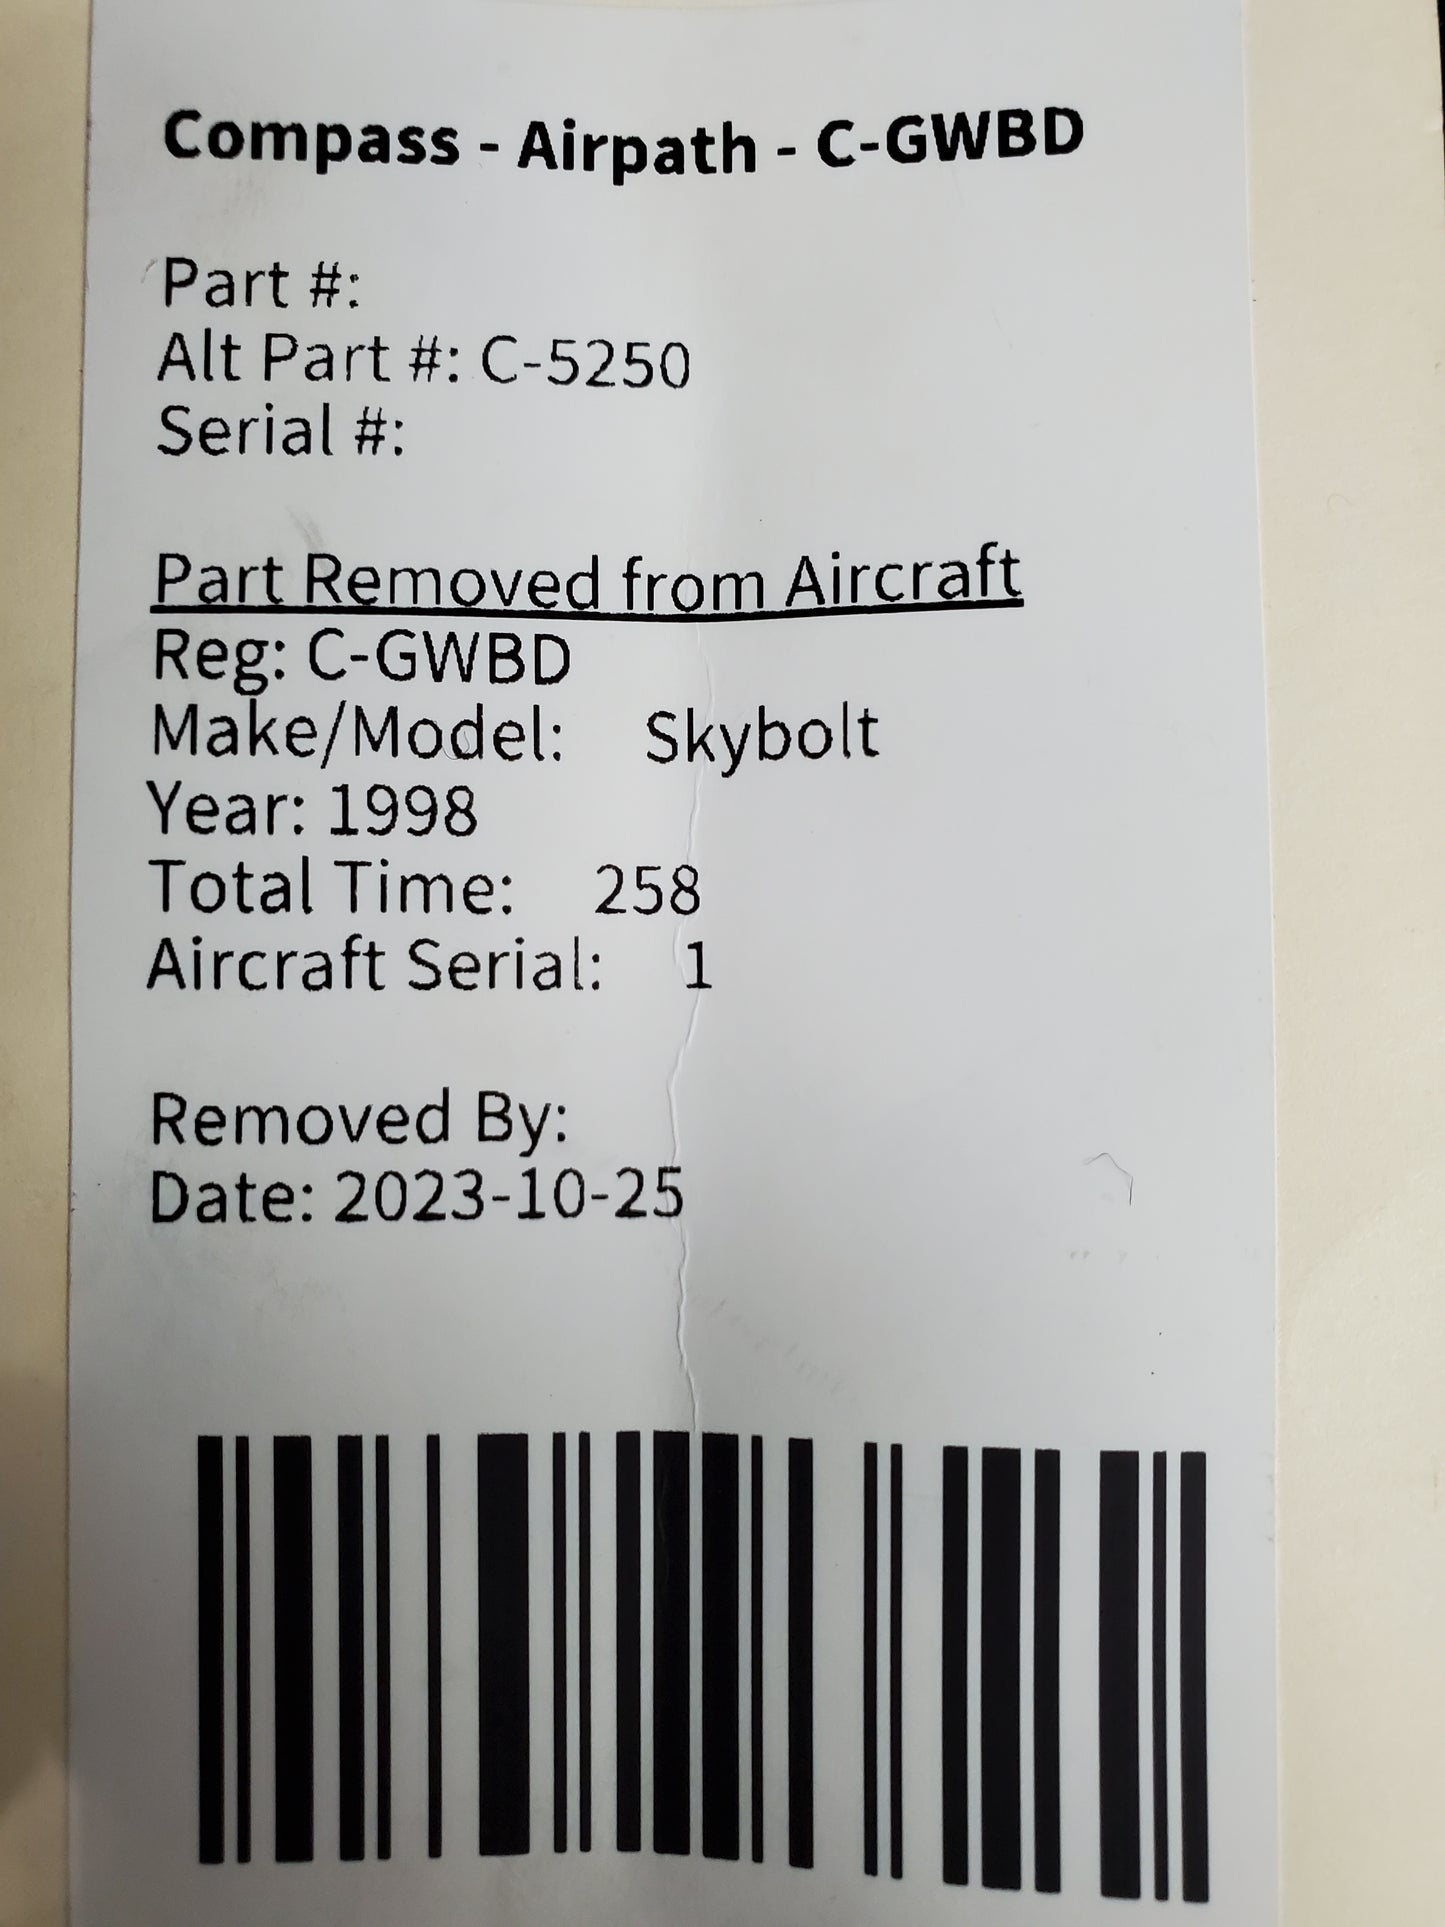 Compass - Airpath - C-GWBD
Part #:
Alt Part #: C-5250
Serial #:
Part Removed from Aircraft
Reg: C-GWBD
Make/Model: Skybolt
Year: 1998
Total Time: 258
Aircraft Serial: 1
Removed By:
Date: 2023-10-25